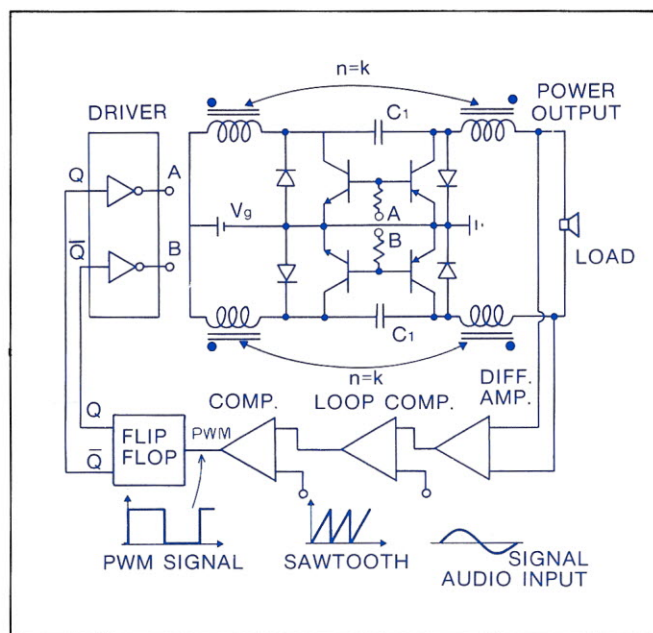 n=k
POWER
OUTPUT
DRIVER
C1
Q
A
Vg
A
B
Q̅
B
LOAD
C1
n=k
DIFF.
AMP.
COMP.
LOOP COMP.
Q
Q̅
FLIP
FLOP
PWM
PWM SIGNAL
SAWTOOTH
SIGNAL
AUDIO INPUT